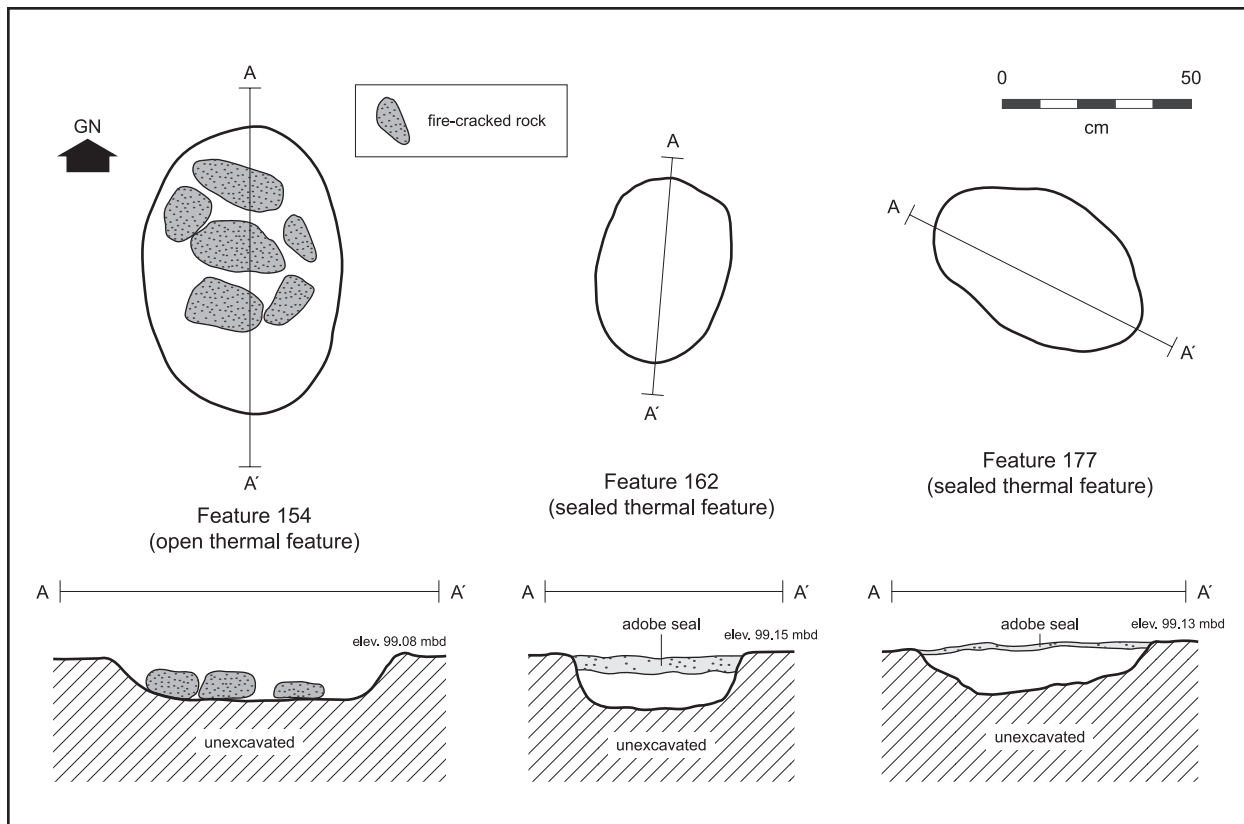 A
GN
fire-cracked rock
0 50
cm
A
A
A′
A′
A′
Feature 154
(open thermal feature)
Feature 162
(sealed thermal feature)
Feature 177
(sealed thermal feature)
A A′
elev. 99.08 mbd
unexcavated
A A′
adobe seal
elev. 99.15 mbd
unexcavated
A A′
adobe seal
elev. 99.13 mbd
unexcavated